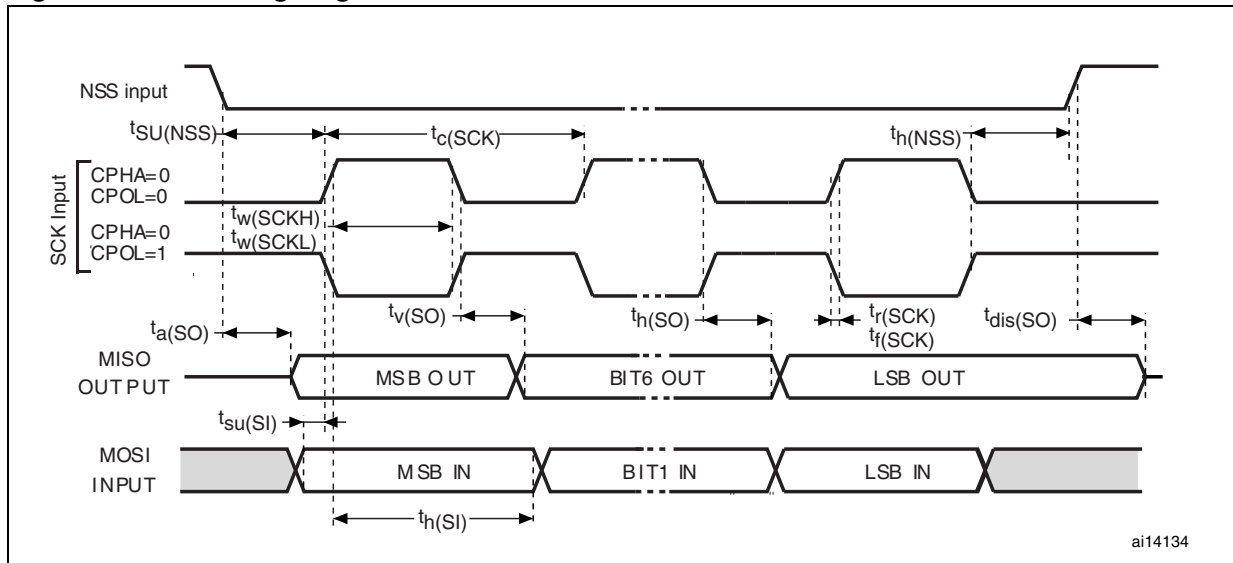 NSS input
tSU(NSS)
tc(SCK)
th(NSS)
SCK Input
CPHA=0
CPOL=0
tw(SCKH)
CPHA=0
CPOL=1
tw(SCKL)
ta(SO)
tv(SO)
th(SO)
tr(SCK)
tf(SCK)
tdis(SO)
MISO
OUTPUT
MSB OUT
BIT6 OUT
LSB OUT
tsu(SI)
MOSI
INPUT
MSB IN
BIT1 IN
LSB IN
th(SI)
ai14134